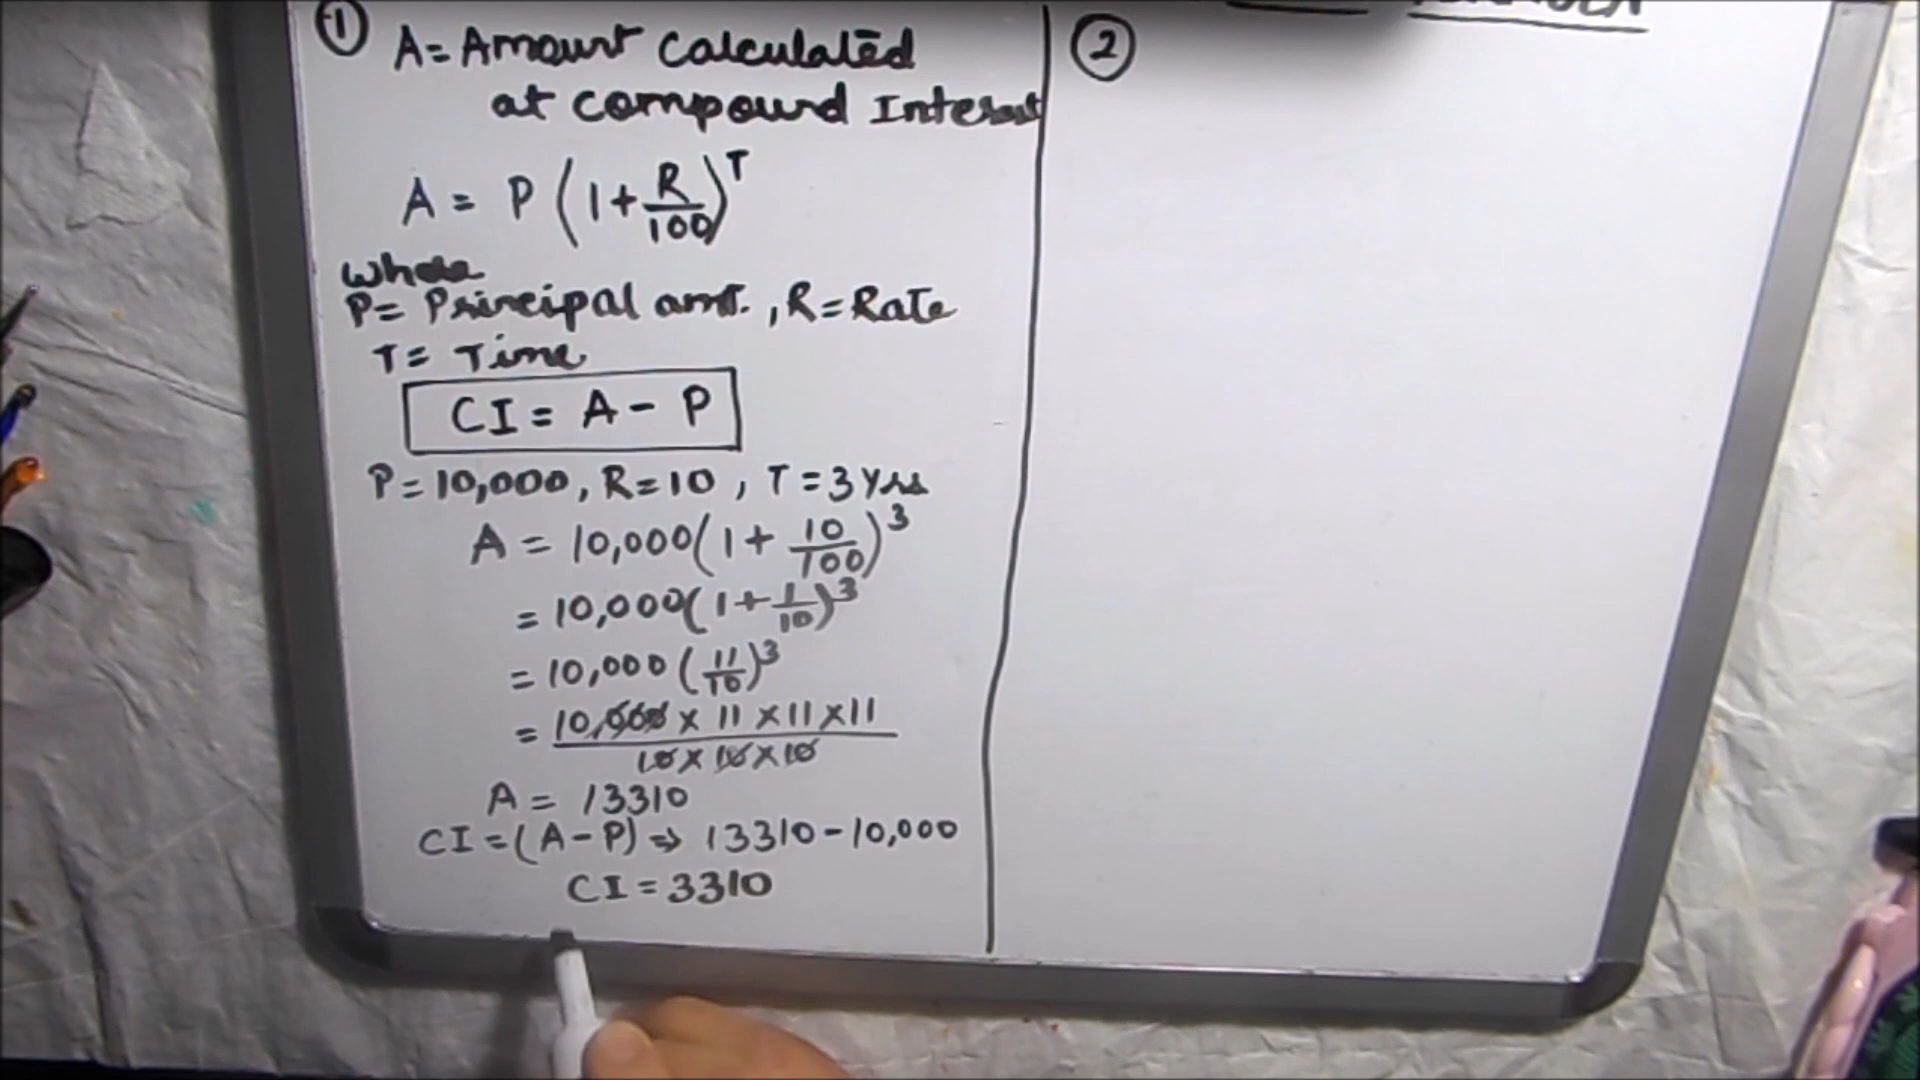 ①
A = Amount Calculated
at Compound Interest
A = P (1 + R/100)^T
where
P = Principal amt. , R = Rate
T = Time
CI = A - P
P = 10,000 , R = 10 , T = 3 yrs
A = 10,000 (1 + 10/100)^3
= 10,000 (1 + 1/10)^3
= 10,000 (11/10)^3
= 10,000 × 11 × 11 × 11 / 10 × 10 × 10
A = 13310
CI = (A - P) ⇒ 13310 - 10,000
CI = 3310
②